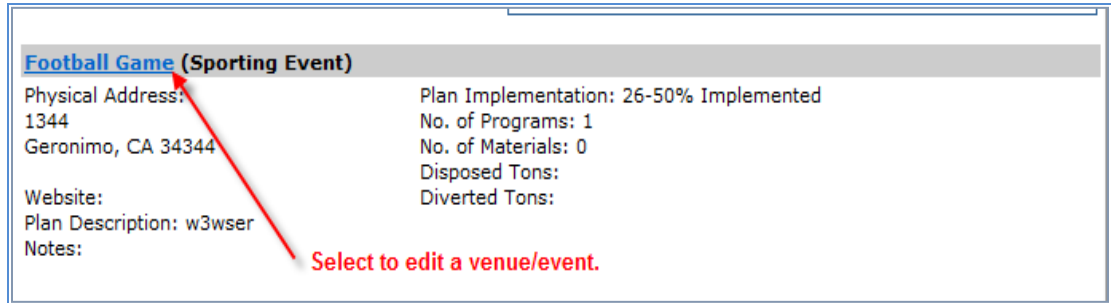 Football Game (Sporting Event)
Physical Address:
1344
Geronimo, CA 34344
Website:
Plan Description: w3wser
Notes:
Plan Implementation: 26-50% Implemented
No. of Programs: 1
No. of Materials: 0
Disposed Tons:
Diverted Tons:
Select to edit a venue/event.